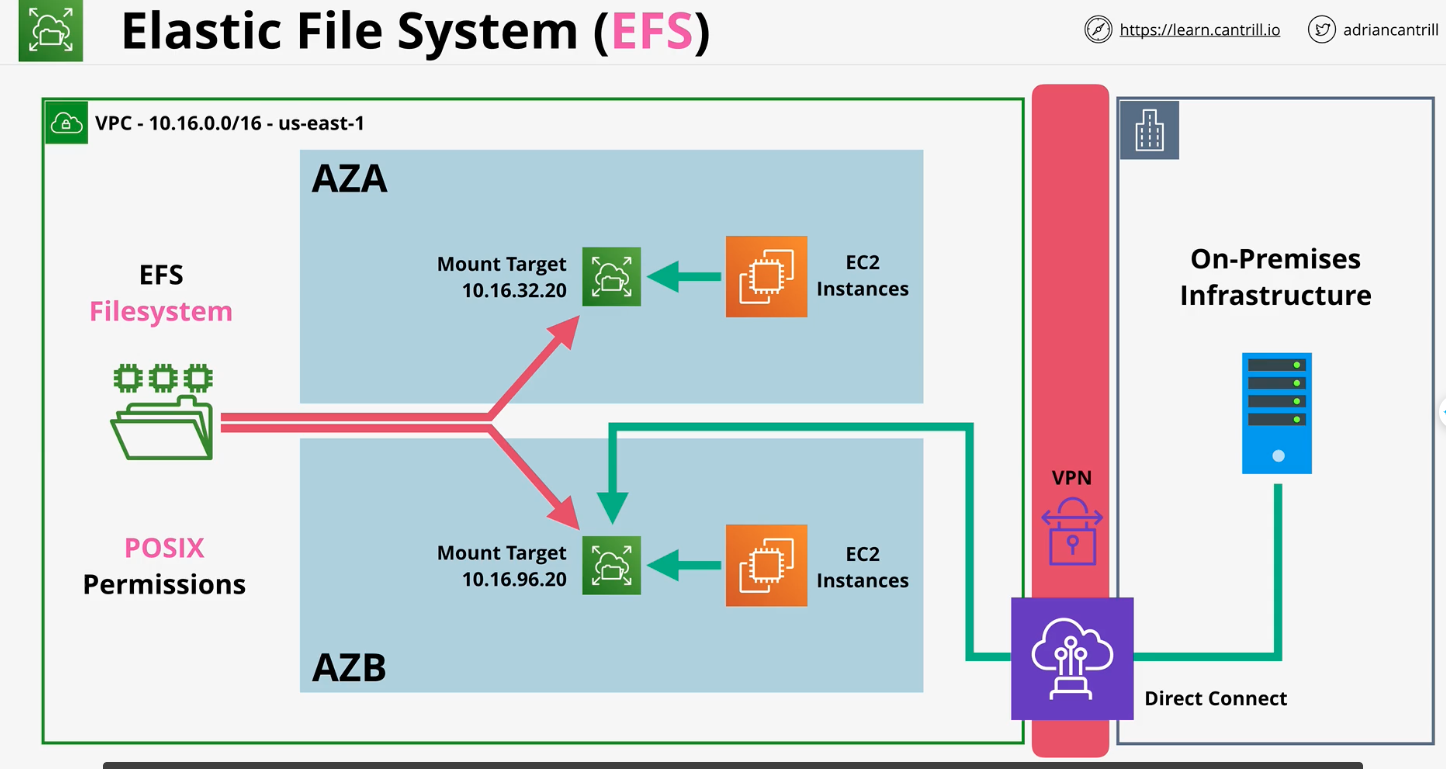 Elastic File System (EFS)
https://learn.cantrill.io
adriancantrill
VPC - 10.16.0.0/16 - us-east-1
AZA
Mount Target
10.16.32.20
EC2
Instances
EFS
Filesystem
POSIX
Permissions
Mount Target
10.16.96.20
EC2
Instances
AZB
VPN
Direct Connect
On-Premises
Infrastructure